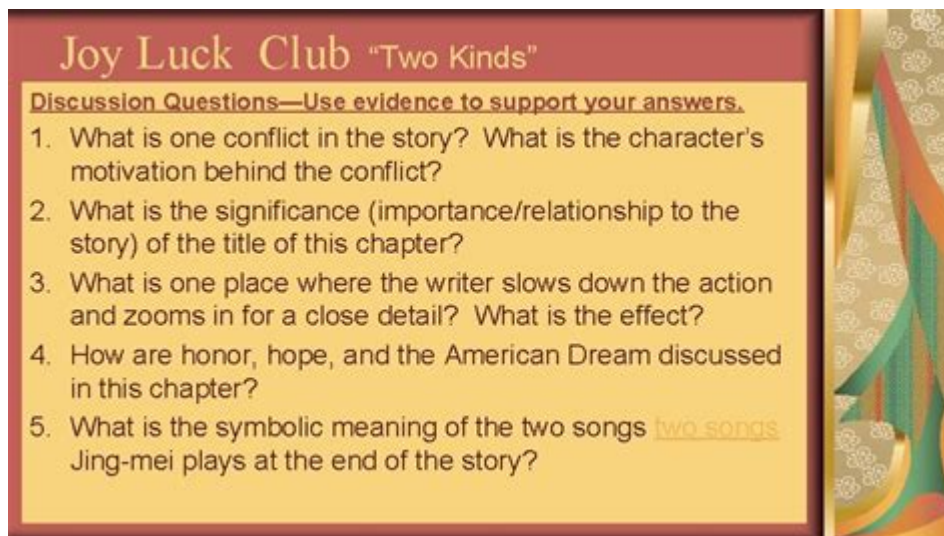 Joy Luck Club "Two Kinds"
Discussion Questions—Use evidence to support your answers.
1. What is one conflict in the story? What is the character's
motivation behind the conflict?
2. What is the significance (importance/relationship to the
story) of the title of this chapter?
3. What is one place where the writer slows down the action
and zooms in for a close detail? What is the effect?
4. How are honor, hope, and the American Dream discussed
in this chapter?
5. What is the symbolic meaning of the two songs two songs
Jing-mei plays at the end of the story?